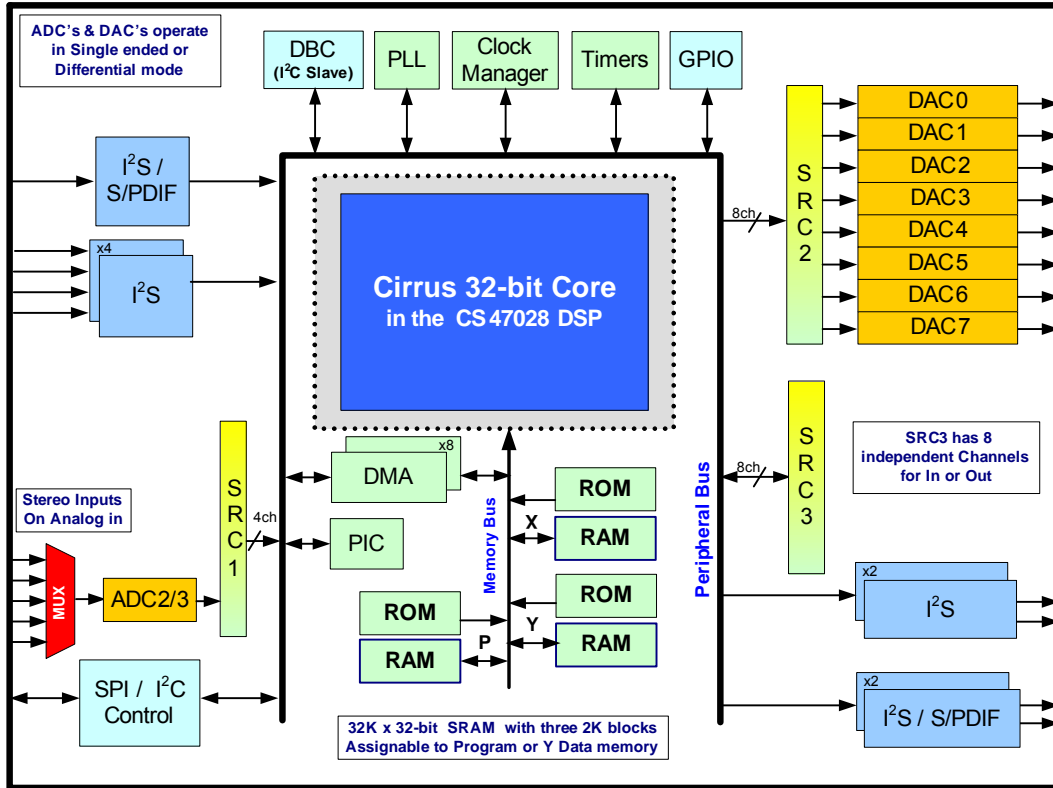 ADC's & DAC's operate
in Single ended or
Differential mode
DBC
(I²C Slave)
PLL
Clock
Manager
Timers
GPIO
I²S /
S/PDIF
x4
I²S
Cirrus 32-bit Core
in the CS47028 DSP
8ch
SRC2
DAC0
DAC1
DAC2
DAC3
DAC4
DAC5
DAC6
DAC7
8ch
SRC3
SRC3 has 8
independent Channels
for In or Out
Stereo Inputs
On Analog in
MUX
ADC2/3
SRC1
4ch
x8
DMA
PIC
Memory Bus
ROM
X
RAM
ROM
Y
RAM
ROM
P
RAM
Peripheral Bus
x2
I²S
x2
I²S / S/PDIF
SPI / I²C
Control
32K x 32-bit SRAM with three 2K blocks
Assignable to Program or Y Data memory